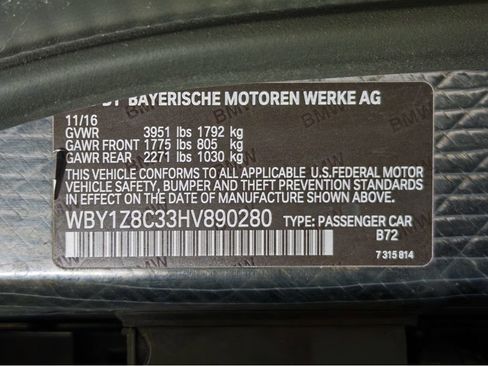 BY BAYERISCHE MOTOREN WERKE AG
11/16
GVWR 3951 lbs 1792 kg
GAWR FRONT 1775 lbs 805 kg
GAWR REAR 2271 lbs 1030 kg
THIS VEHICLE CONFORMS TO ALL APPLICABLE U.S.FEDERAL MOTOR
VEHICLE SAFETY, BUMPER AND THEFT PREVENTION STANDARDS
IN EFFECT ON THE DATE OF MANUFACTURE SHOWN ABOVE.
WBY1Z8C33HV890280 TYPE: PASSENGER CAR
B72
7 315 814